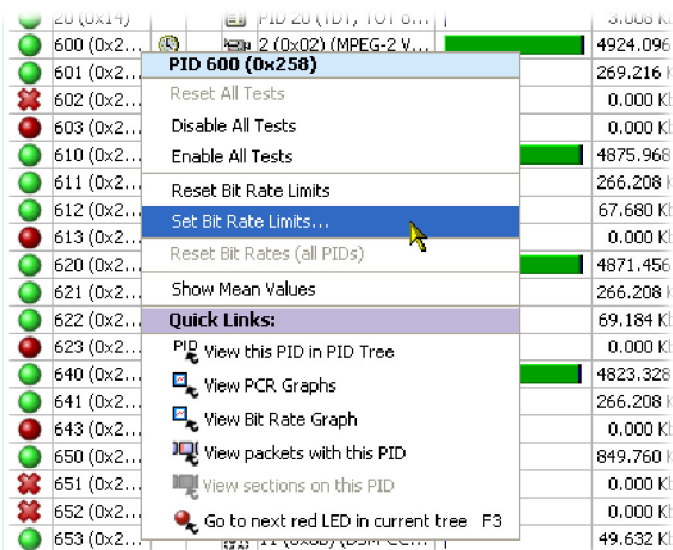 20 (0x14) PID 20 (TDT, TOT o... 3.008 K
600 (0x2... 2 (0x02) (MPEG-2 V... 4924.096
PID 600 (0x258)
601 (0x2... 269.216 K
Reset All Tests
602 (0x2... 0.000 Kb
Disable All Tests
603 (0x2... 0.000 Kb
Enable All Tests
610 (0x2... 4875.968
611 (0x2... 266.208 K
Reset Bit Rate Limits
612 (0x2... 67.680 Kb
Set Bit Rate Limits...
613 (0x2... 0.000 Kb
Reset Bit Rates (all PIDs)
620 (0x2... 4871.456
621 (0x2... 266.208 K
Show Mean Values
622 (0x2... 69.184 Kb
Quick Links:
623 (0x2... 0.000 Kb
PID View this PID in PID Tree
640 (0x2... 4823.328
View PCR Graphs
641 (0x2... 266.208 K
View Bit Rate Graph
643 (0x2... 0.000 Kb
View packets with this PID
650 (0x2... 849.760 K
View sections on this PID
651 (0x2... 0.000 Kb
652 (0x2... 0.000 Kb
Go to next red LED in current tree F3
653 (0x2... 11 (0x0B) (DSM-CC... 49.632 Kb